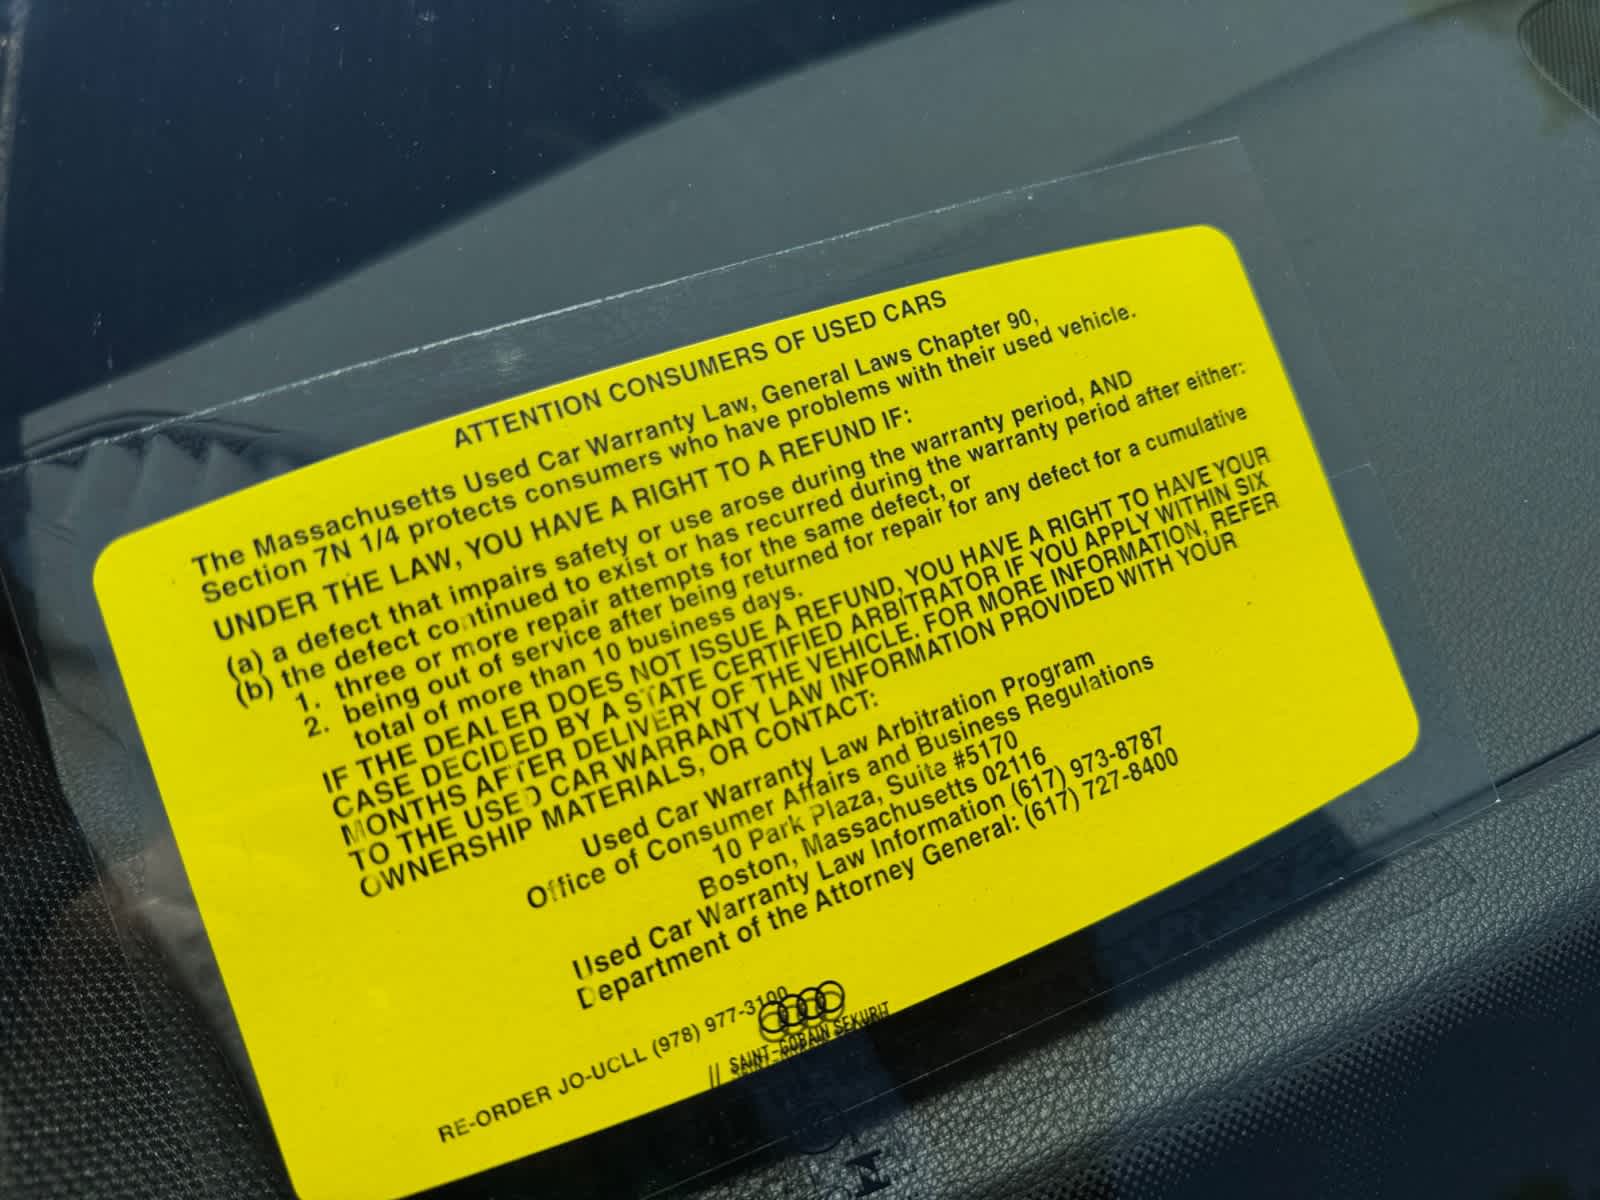 ATTENTION CONSUMERS OF USED CARS
The Massachusetts Used Car Warranty Law, General Laws Chapter 90,
Section 7N 1/4 protects consumers who have problems with their used vehicle.
UNDER THE LAW, YOU HAVE A RIGHT TO A REFUND IF:
(a) a defect that impairs safety or use arose during the warranty period, AND
(b) the defect continued to exist or has recurred during the warranty period after either:
1. three or more repair attempts for the same defect, or
2. being out of service after being returned for repair for any defect for a cumulative
total of more than 10 business days.
IF THE DEALER DOES NOT ISSUE A REFUND, YOU HAVE A RIGHT TO HAVE YOUR
CASE DECIDED BY A STATE CERTIFIED ARBITRATOR IF YOU APPLY WITHIN SIX
MONTHS AFTER DELIVERY OF THE VEHICLE. FOR MORE INFORMATION, REFER
TO THE USED CAR WARRANTY LAW INFORMATION PROVIDED WITH YOUR
OWNERSHIP MATERIALS, OR CONTACT:
Used Car Warranty Law Arbitration Program
Office of Consumer Affairs and Business Regulations
10 Park Plaza, Suite #5170
Boston, Massachusetts 02116
Used Car Warranty Law Information (617) 973-8787
Department of the Attorney General: (617) 727-8400
RE-ORDER JO-UCLL (978) 977-3100
// SAINT-GOBAIN SEKURIT